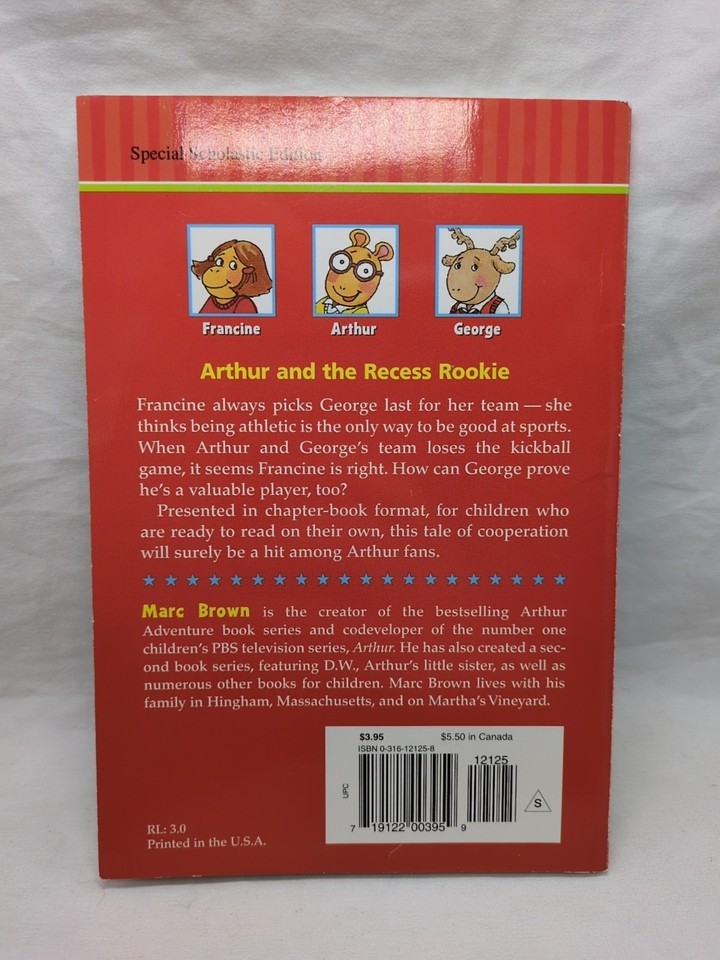 Special Scholastic Edition
Francine
Arthur
George
Arthur and the Recess Rookie
Francine always picks George last for her team — she
thinks being athletic is the only way to be good at sports.
When Arthur and George's team loses the kickball
game, it seems Francine is right. How can George prove
he's a valuable player, too?
Presented in chapter-book format, for children who
are ready to read on their own, this tale of cooperation
will surely be a hit among Arthur fans.
Marc Brown is the creator of the bestselling Arthur
Adventure book series and codeveloper of the number one
children's PBS television series, Arthur. He has also created a sec-
ond book series, featuring D.W., Arthur's little sister, as well as
numerous other books for children. Marc Brown lives with his
family in Hingham, Massachusetts, and on Martha's Vineyard.
$3.95 $5.50 in Canada
ISBN 0-316-12125-8
12125
UPC
S
7 19122 00395 9
RL: 3.0
Printed in the U.S.A.